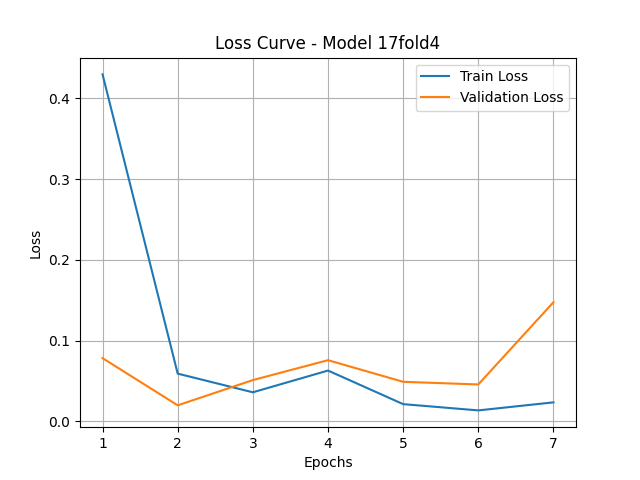 Loss Curve - Model 17fold4
Train Loss
Validation Loss
0.4
0.3
0.2
0.1
0.0
Loss
1 2 3 4 5 6 7
Epochs